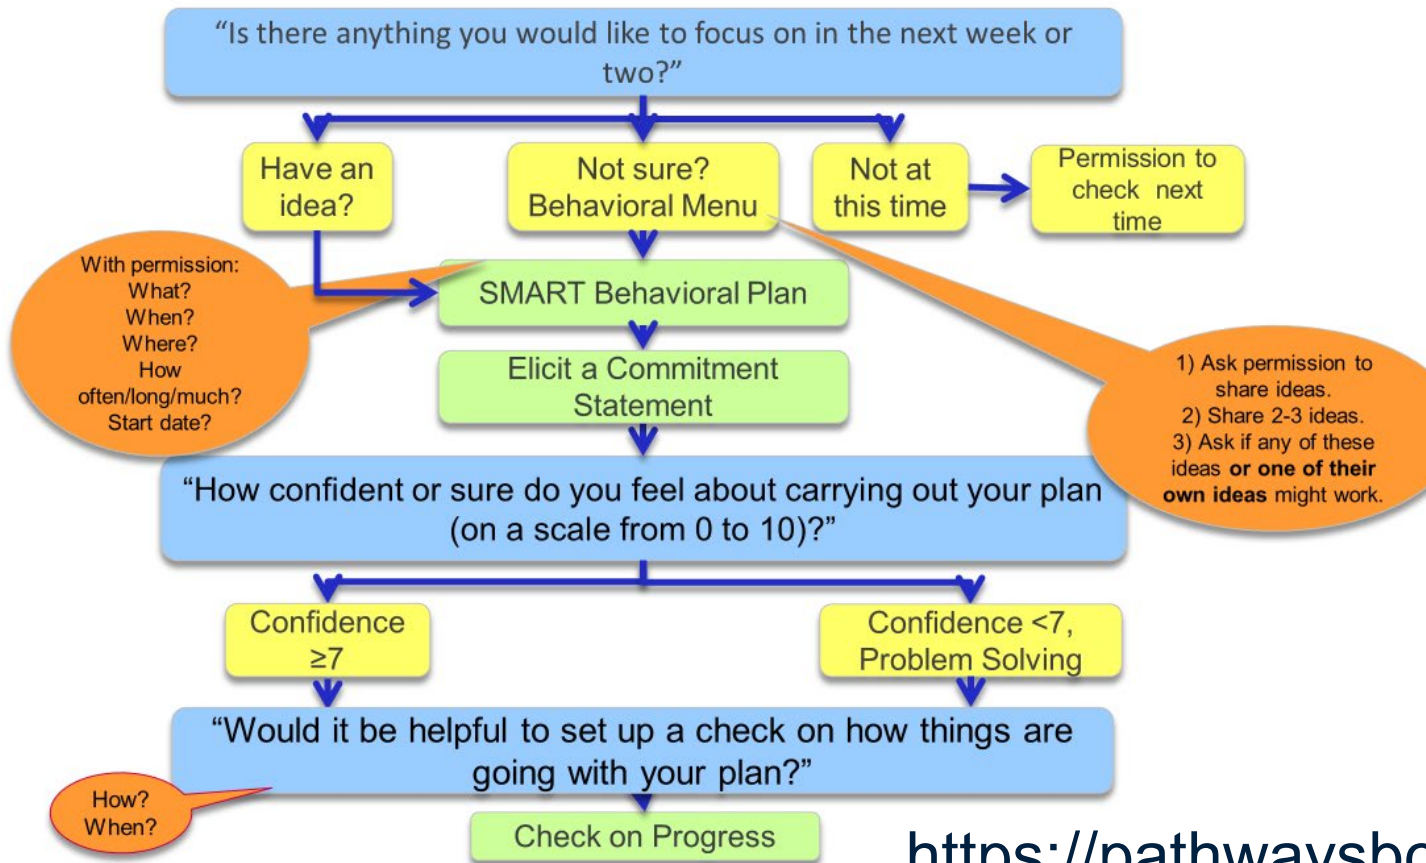 “Is there anything you would like to focus on in the next week or
two?”
Have an
idea?
Not sure?
Behavioral Menu
Not at
this time
Permission to
check next
time
With permission:
What?
When?
Where?
How
often/long/much?
Start date?
SMART Behavioral Plan
Elicit a Commitment
Statement
1) Ask permission to
share ideas.
2) Share 2-3 ideas.
3) Ask if any of these
ideas or one of their
own ideas might work.
“How confident or sure do you feel about carrying out your plan
(on a scale from 0 to 10)?”
Confidence
≥7
Confidence <7,
Problem Solving
“Would it be helpful to set up a check on how things are
going with your plan?”
How?
When?
Check on Progress